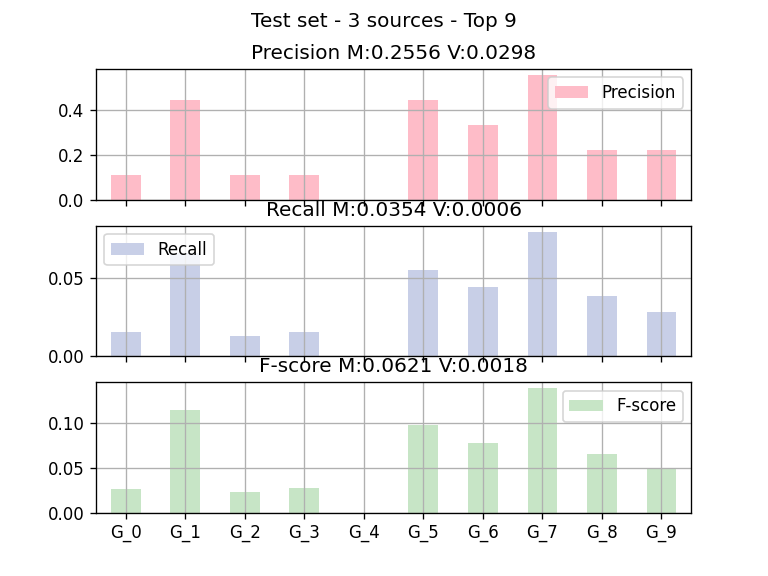 Test set - 3 sources - Top 9
Precision M:0.2556 V:0.0298
0.4
0.2
0.0
Precision
Recall M:0.0354 V:0.0006
0.05
0.00
Recall
F-score M:0.0621 V:0.0018
0.10
0.05
0.00
F-score
G_0 G_1 G_2 G_3 G_4 G_5 G_6 G_7 G_8 G_9